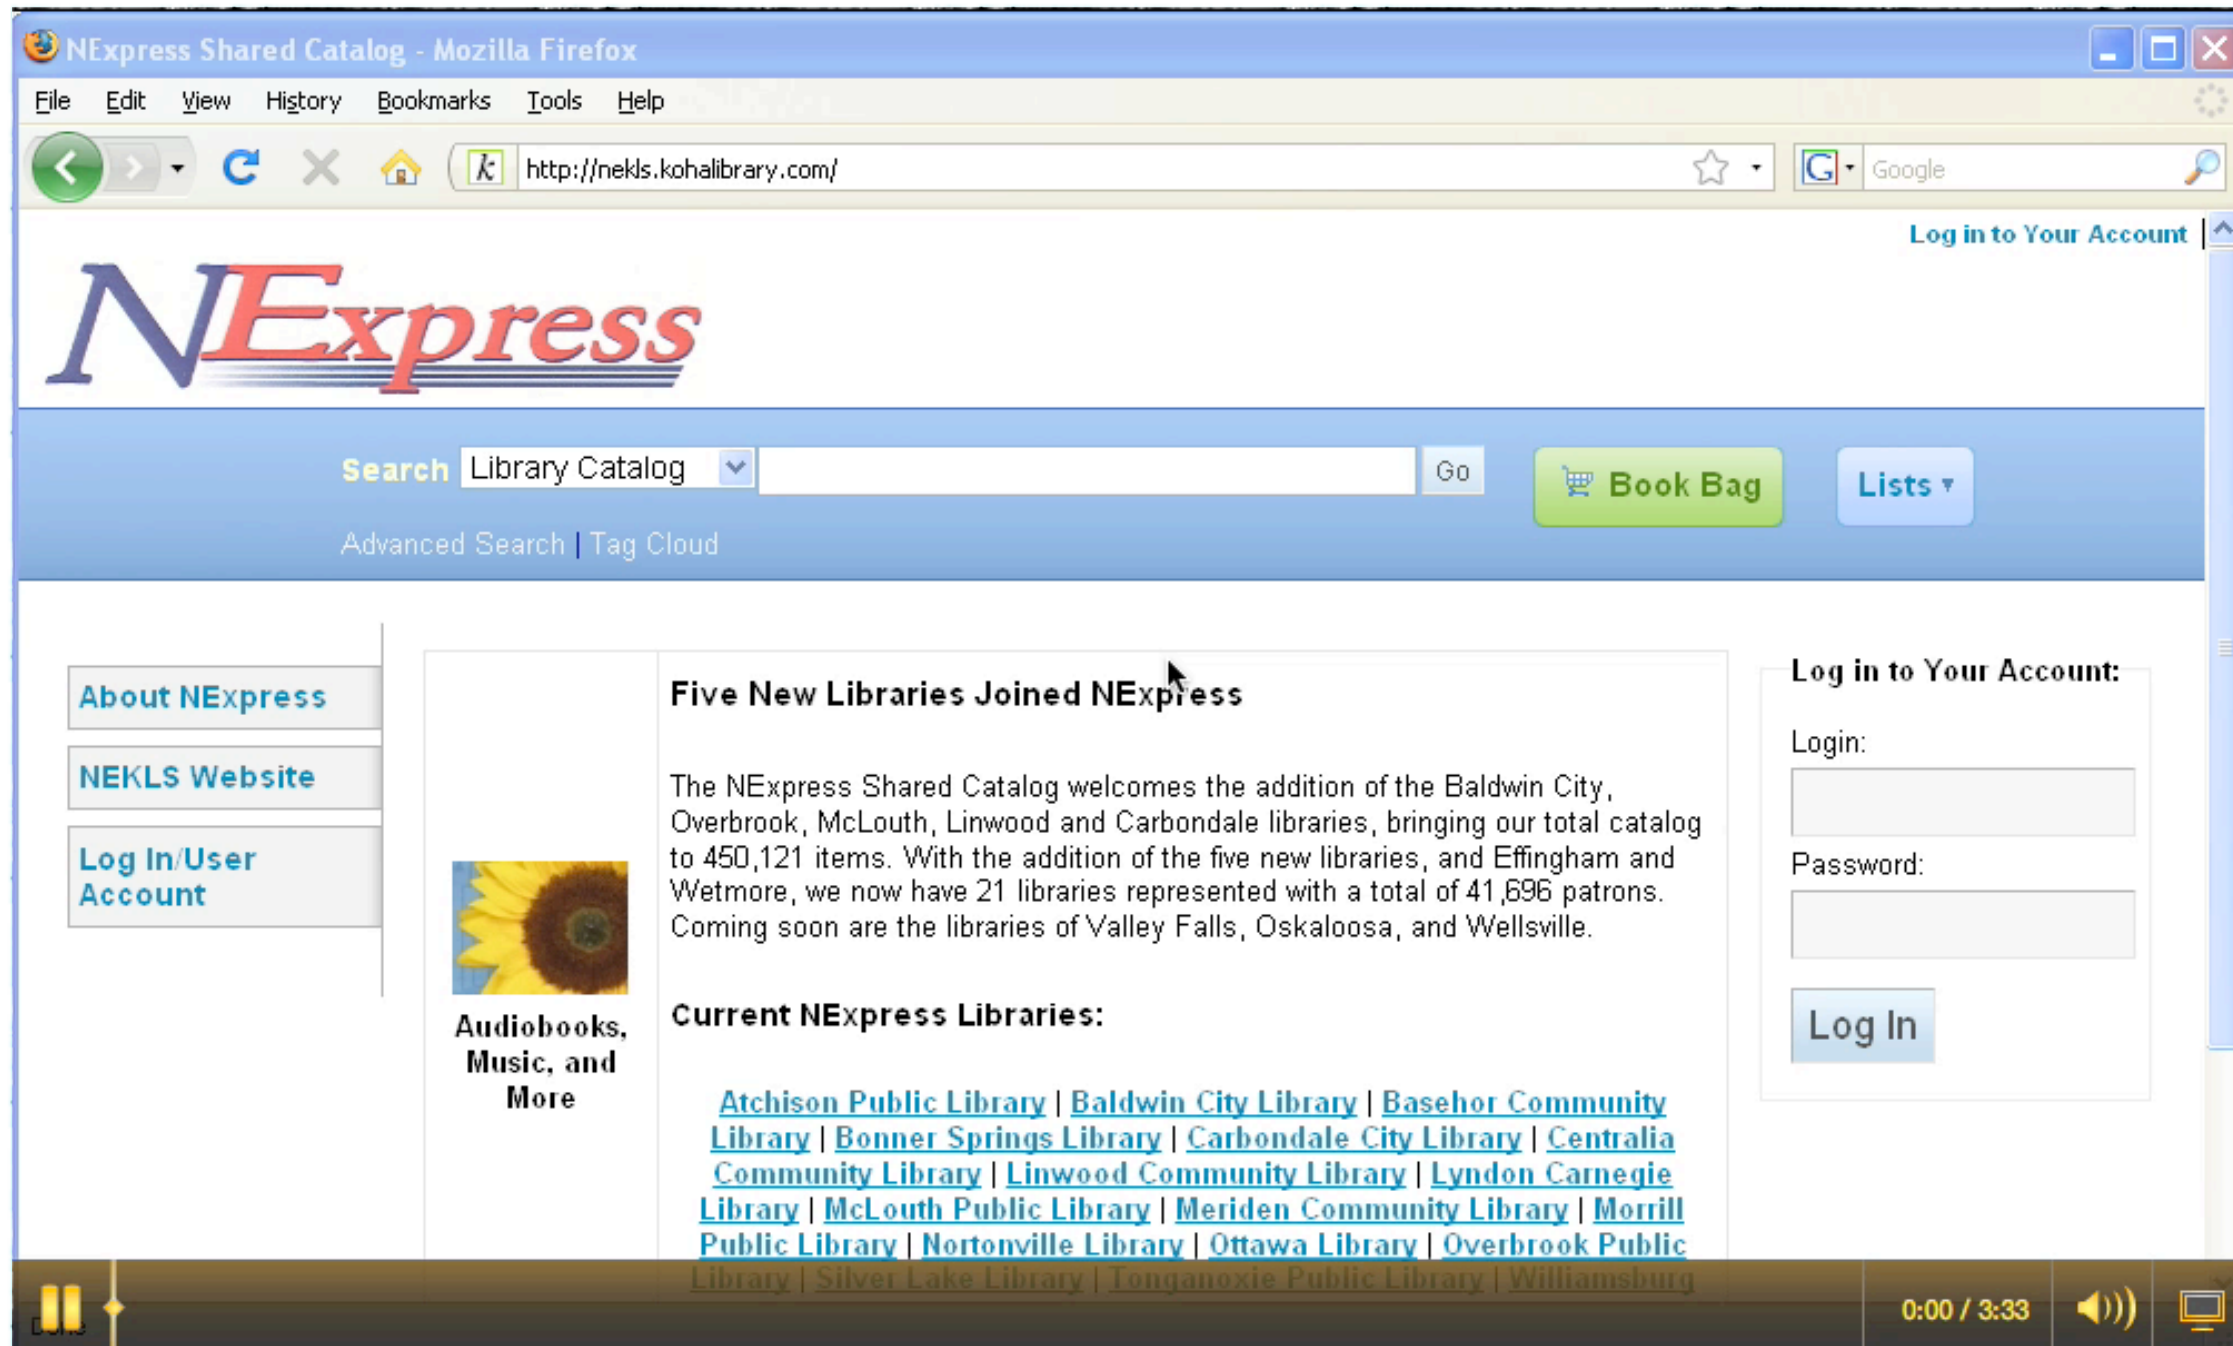 NExpress Shared Catalog - Mozilla Firefox
File Edit View History Bookmarks Tools Help
k http://nekls.kohalibrary.com/ G Google
Log in to Your Account |
NExpress
Search Library Catalog Go Book Bag Lists
Advanced Search | Tag Cloud
About NExpress
NEKLS Website
Log In/User
Account
Audiobooks,
Music, and
More
Five New Libraries Joined NExpress
The NExpress Shared Catalog welcomes the addition of the Baldwin City,
Overbrook, McLouth, Linwood and Carbondale libraries, bringing our total catalog
to 450,121 items. With the addition of the five new libraries, and Effingham and
Wetmore, we now have 21 libraries represented with a total of 41,696 patrons.
Coming soon are the libraries of Valley Falls, Oskaloosa, and Wellsville.
Current NExpress Libraries:
Atchison Public Library | Baldwin City Library | Basehor Community
Library | Bonner Springs Library | Carbondale City Library | Centralia
Community Library | Linwood Community Library | Lyndon Carnegie
Library | McLouth Public Library | Meriden Community Library | Morrill
Public Library | Nortonville Library | Ottawa Library | Overbrook Public
Library | Silver Lake Library | Tonganoxie Public Library | Williamsburg
Log in to Your Account:
Login:
Password:
Log In
Done
0:00 / 3:33